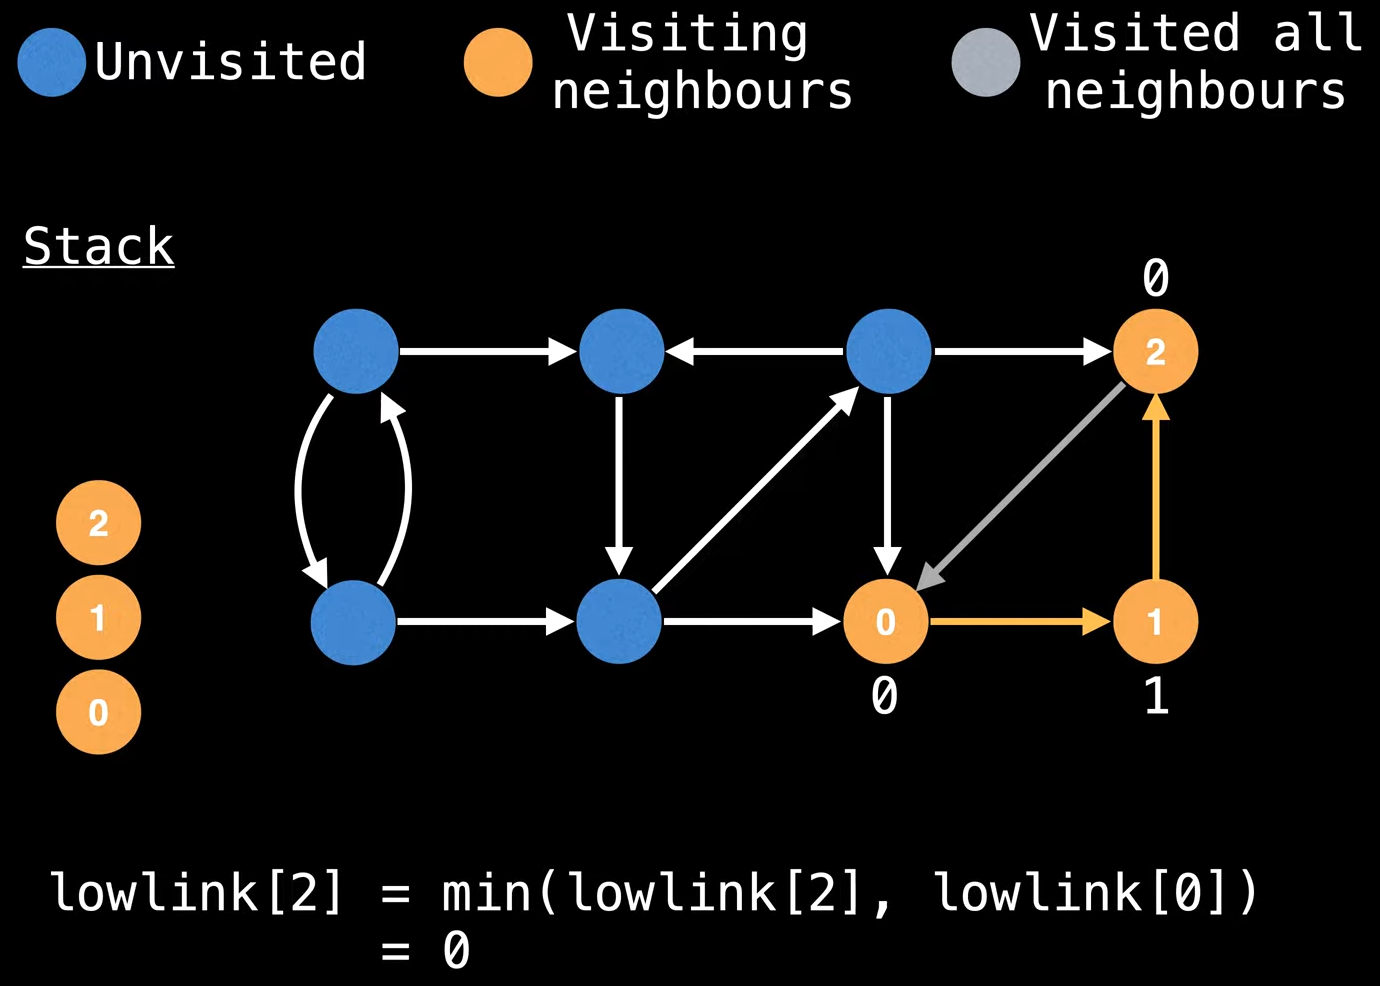 Unvisited
Visiting
neighbours
Visited all
neighbours
Stack
0
2
2
1
0
0
1
0
1
lowlink[2] = min(lowlink[2], lowlink[0])
= 0